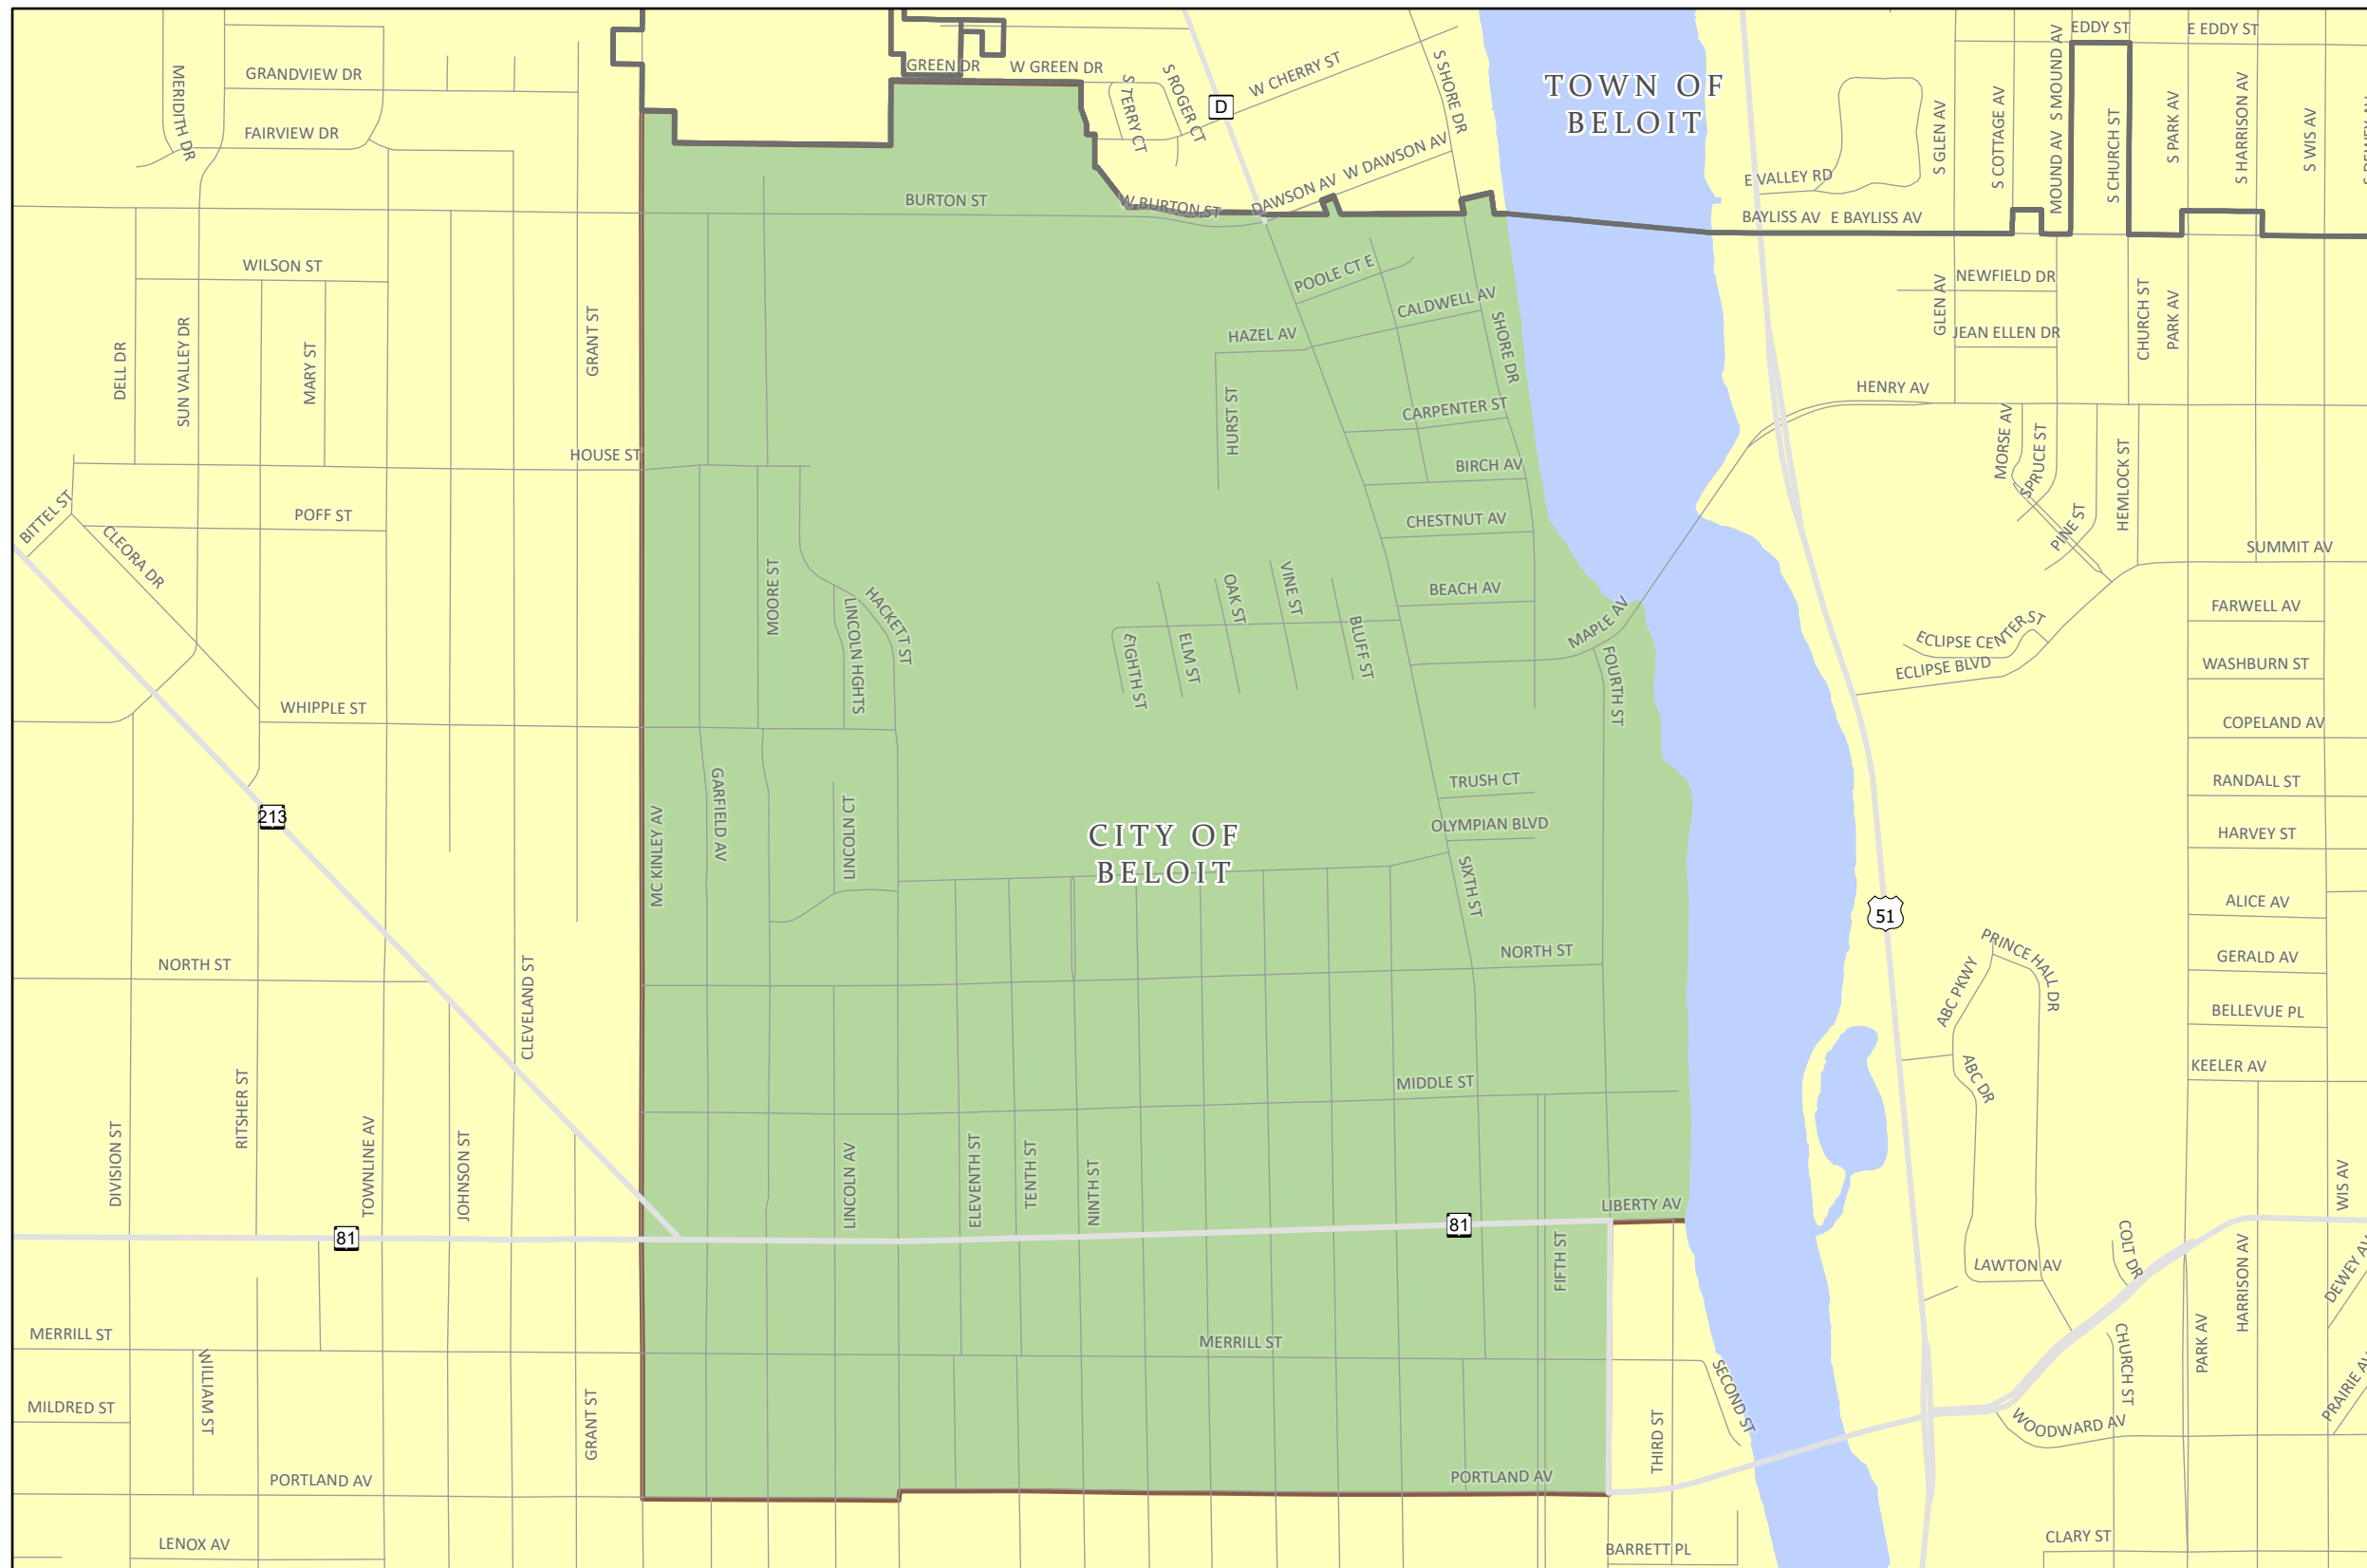 EDDY ST
E EDDY ST
GREEN DR
W GREEN DR
GRANDVIEW DR
MERIDITH DR
FAIRVIEW DR
S TERRY CT
S ROGER CT
D
W CHERRY ST
S SHORE DR
TOWN OF
BELOIT
S GLEN AV
S COTTAGE AV
S MOUND AV
MOUND AV
S CHURCH ST
S PARK AV
S HARRISON AV
S WIS AV
W DAWSON AV
DAWSON AV
E VALLEY RD
BURTON ST
W BURTON ST
BAYLISS AV
E BAYLISS AV
WILSON ST
POOLE CT E
NEWFIELD DR
CALDWELL AV
HAZEL AV
SHORE DR
GLEN AV
JEAN ELLEN DR
CHURCH ST
PARK AV
DELL DR
SUN VALLEY DR
MARY ST
GRANT ST
HENRY AV
HURST ST
CARPENTER ST
HOUSE ST
BIRCH AV
MORSE AV
SPRUCE ST
HEMLOCK ST
BITTEL ST
POFF ST
CHESTNUT AV
PINE ST
CLEORA DR
SUMMIT AV
MOORE ST
LINCOLN HGHTS
HACKETT ST
OAK ST
VINE ST
BEACH AV
FARWELL AV
EIGHTH ST
ELM ST
BLUFF ST
MAPLE AV
FOURTH ST
ECLIPSE CENTER ST
ECLIPSE BLVD
WASHBURN ST
WHIPPLE ST
COPELAND AV
TRUSH CT
RANDALL ST
213
MC KINLEY AV
GARFIELD AV
LINCOLN CT
CITY OF
BELOIT
OLYMPIAN BLVD
HARVEY ST
SIXTH ST
51
ALICE AV
NORTH ST
NORTH ST
PRINCE HALL DR
GERALD AV
CLEVELAND ST
ABC PKWY
BELLEVUE PL
ABC DR
KEELER AV
MIDDLE ST
DIVISION ST
RITSHER ST
TOWNLINE AV
JOHNSON ST
LINCOLN AV
ELEVENTH ST
TENTH ST
NINTH ST
LIBERTY AV
WIS AV
81
81
FIFTH ST
COLT DR
LAWTON AV
HARRISON AV
DEWEY AV
MERRILL ST
MERRILL ST
CHURCH ST
PARK AV
WILLIAM ST
MILDRED ST
GRANT ST
SECOND ST
THIRD ST
WOODWARD AV
PRAIRIE AV
PORTLAND AV
PORTLAND AV
LENOX AV
BARRETT PL
CLARY ST